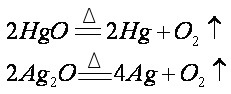 2HgO ≜ 2Hg + O₂ ↑
2Ag₂O ≜ 4Ag + O₂ ↑